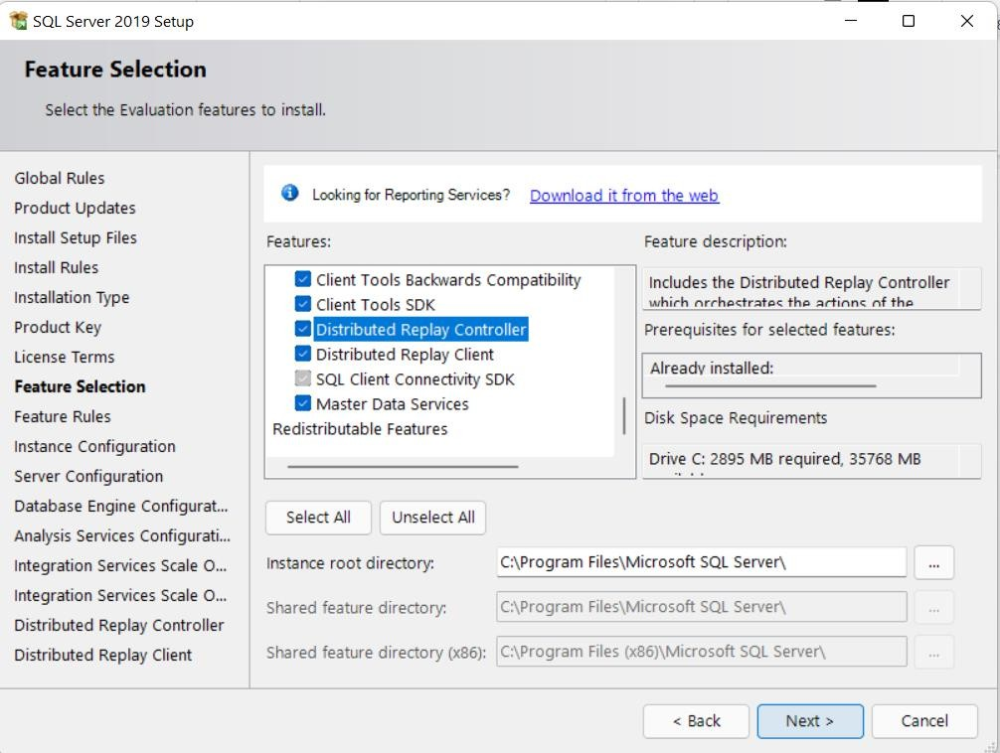 SQL Server 2019 Setup
Feature Selection
Select the Evaluation features to install.
Global Rules
Product Updates
Install Setup Files
Install Rules
Installation Type
Product Key
License Terms
Feature Selection
Feature Rules
Instance Configuration
Server Configuration
Database Engine Configurat...
Analysis Services Configurati...
Integration Services Scale O...
Integration Services Scale O...
Distributed Replay Controller
Distributed Replay Client
Looking for Reporting Services? Download it from the web
Features:
Client Tools Backwards Compatibility
Client Tools SDK
Distributed Replay Controller
Distributed Replay Client
SQL Client Connectivity SDK
Master Data Services
Redistributable Features
Feature description:
Includes the Distributed Replay Controller
which orchestrates the actions of the
Prerequisites for selected features:
Already installed:
Disk Space Requirements
Drive C: 2895 MB required, 35768 MB
Select All
Unselect All
Instance root directory:
C:\Program Files\Microsoft SQL Server\
...
Shared feature directory:
C:\Program Files\Microsoft SQL Server\
...
Shared feature directory (x86):
C:\Program Files (x86)\Microsoft SQL Server\
...
< Back
Next >
Cancel